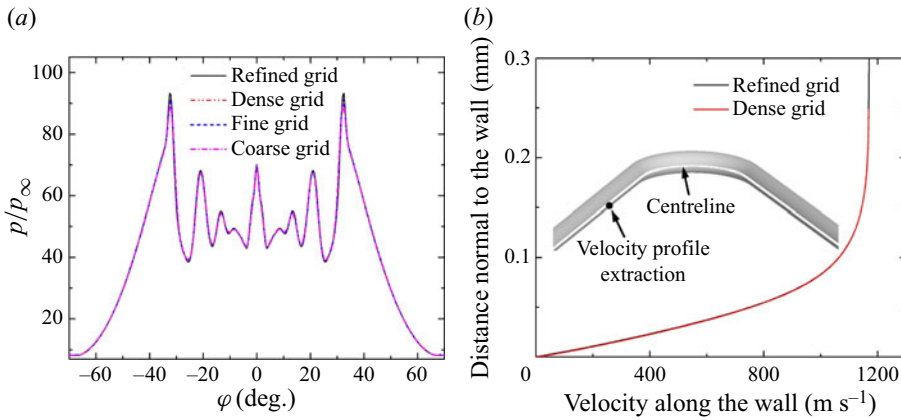 (a)
100
80
60
40
20
p/p∞
Refined grid
Dense grid
Fine grid
Coarse grid
–60 –40 –20 0 20 40 60
φ (deg.)
(b)
0.3
0.2
0.1
Distance normal to the wall (mm)
Refined grid
Dense grid
Centreline
Velocity profile
extraction
0 400 800 1200
Velocity along the wall (m s⁻¹)